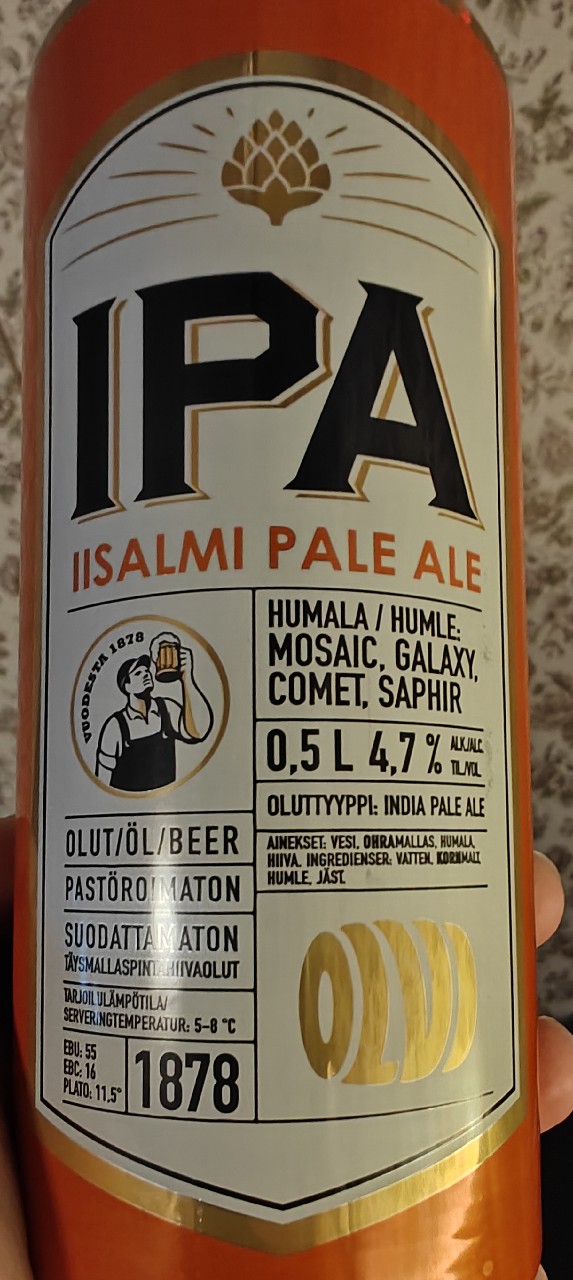 IPA
IISALMI PALE ALE
VUODESTA 1878
HUMALA / HUMLE:
MOSAIC, GALAXY,
COMET, SAPHIR
0,5 L 4,7 % ALK./ALC.
TIL./VOL.
OLUTTYYPPI: INDIA PALE ALE
AINEKSET: VESI, OHRAMALLAS, HUMALA,
HIIVA. INGREDIENSER: VATTEN, KORNMALT,
HUMLE, JÄST.
OLUT/ÖL/BEER
PASTÖROIMATON
SUODATTAMATON
TÄYSMALLASPINTAHIIVAOLUT
TARJOILULÄMPÖTILA/
SERVERINGTEMPERATUR: 5-8 °C
EBU: 55
EBC: 16
PLATO: 11,5°
1878
OLVI